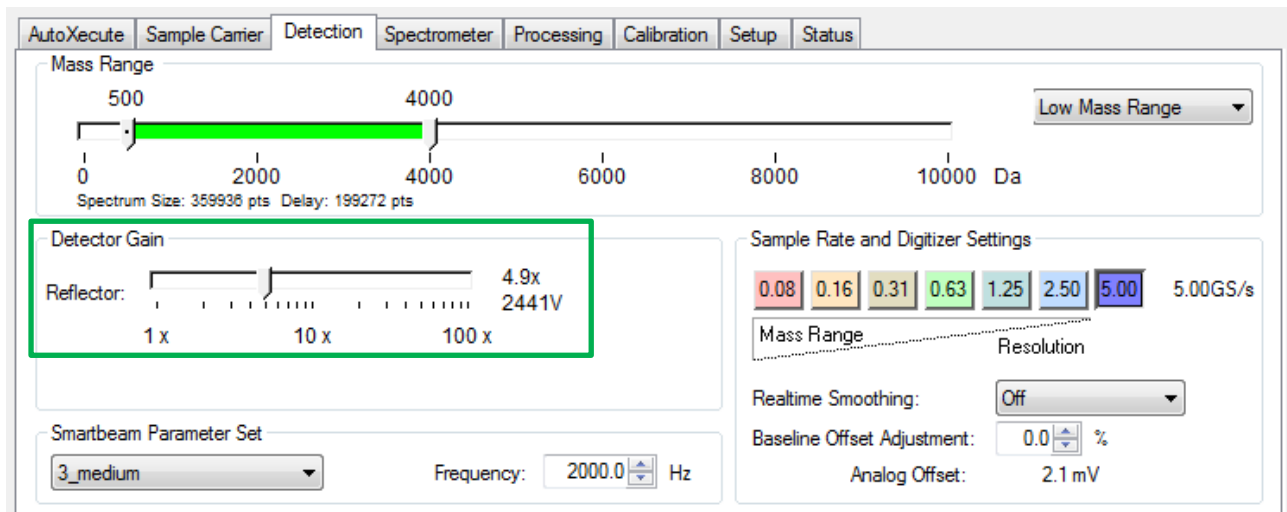 AutoXecute Sample Carrier Detection Spectrometer Processing Calibration Setup Status
Mass Range
500 4000
Low Mass Range
0 2000 4000 6000 8000 10000 Da
Spectrum Size: 359936 pts Delay: 199272 pts
Detector Gain
Reflector:
4.9x
2441V
1 x 10 x 100 x
Sample Rate and Digitizer Settings
0.08 0.16 0.31 0.63 1.25 2.50 5.00 5.00GS/s
Mass Range
Resolution
Realtime Smoothing: Off
Baseline Offset Adjustment: 0.0 %
Analog Offset: 2.1 mV
Smartbeam Parameter Set
3_medium Frequency: 2000.0 Hz